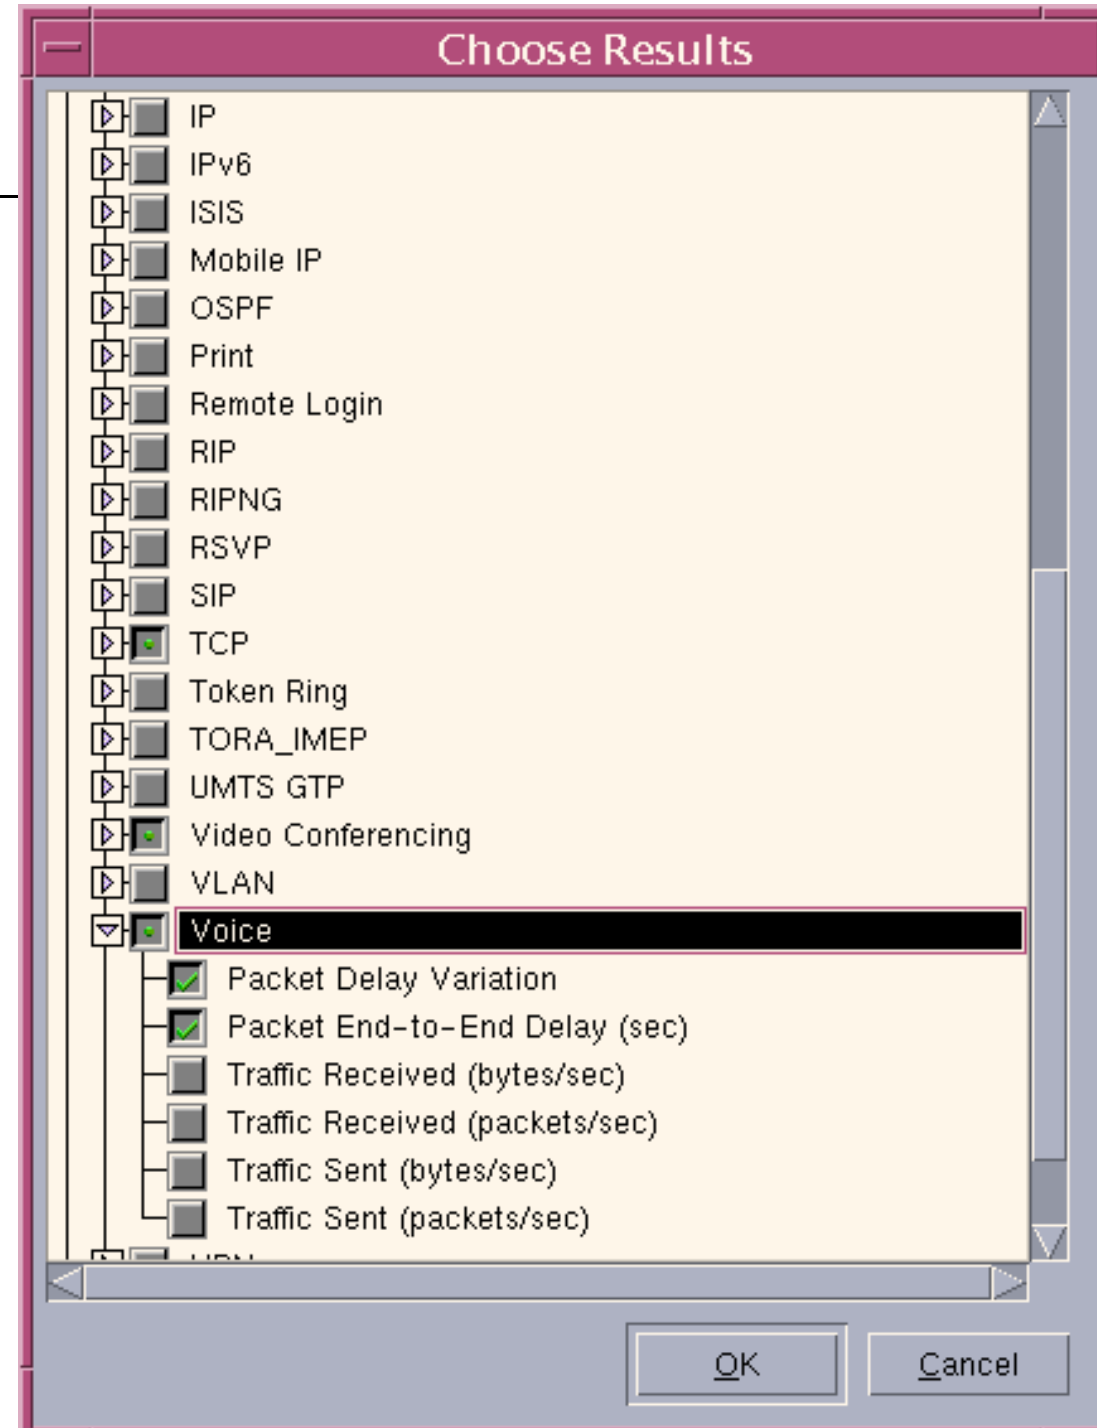 Choose Results
IP
IPv6
ISIS
Mobile IP
OSPF
Print
Remote Login
RIP
RIPNG
RSVP
SIP
TCP
Token Ring
TORA_IMEP
UMTS GTP
Video Conferencing
VLAN
Voice
Packet Delay Variation
Packet End-to-End Delay (sec)
Traffic Received (bytes/sec)
Traffic Received (packets/sec)
Traffic Sent (bytes/sec)
Traffic Sent (packets/sec)
OK
Cancel